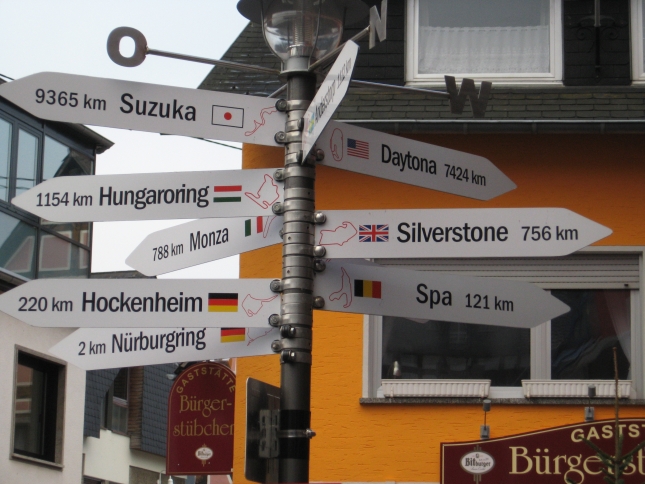 O
N
W
9365 km Suzuka
Daytona 7424 km
1154 km Hungaroring
788 km Monza
Silverstone 756 km
220 km Hockenheim
Spa 121 km
2 km Nürburgring
GASTSTÄTTE
Bürger-
stübchen
GASTST
Bitburger
Bürgerst